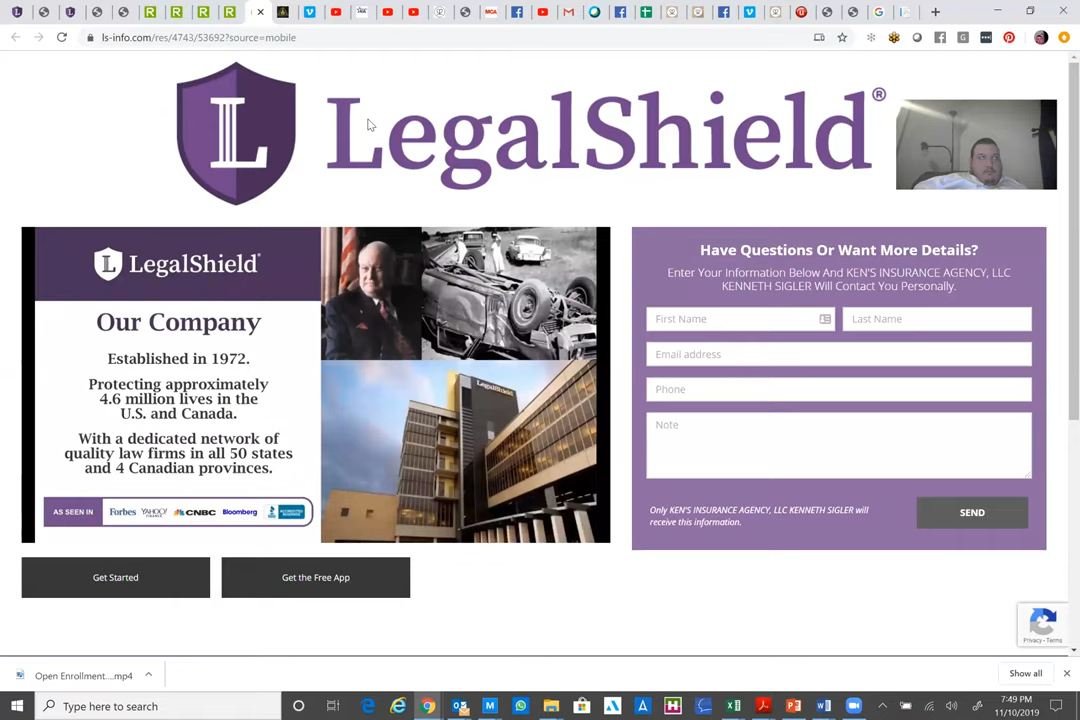 ls-info.com/res/4743/53692?source=mobile
LegalShield®
LegalShield
Our Company
Established in 1972.
Protecting approximately
4.6 million lives in the
U.S. and Canada.
With a dedicated network of
quality law firms in all 50 states
and 4 Canadian provinces.
AS SEEN IN Forbes YAHOO! FINANCE CNBC Bloomberg
LegalShield
Have Questions Or Want More Details?
Enter Your Information Below And KEN'S INSURANCE AGENCY, LLC
KENNETH SIGLER Will Contact You Personally.
First Name Last Name
Email address
Phone
Note
Only KEN'S INSURANCE AGENCY, LLC KENNETH SIGLER will
receive this information.
SEND
Get Started Get the Free App
Privacy - Terms
Open Enrollment....mp4 Show all
Type here to search
7:49 PM
11/10/2019